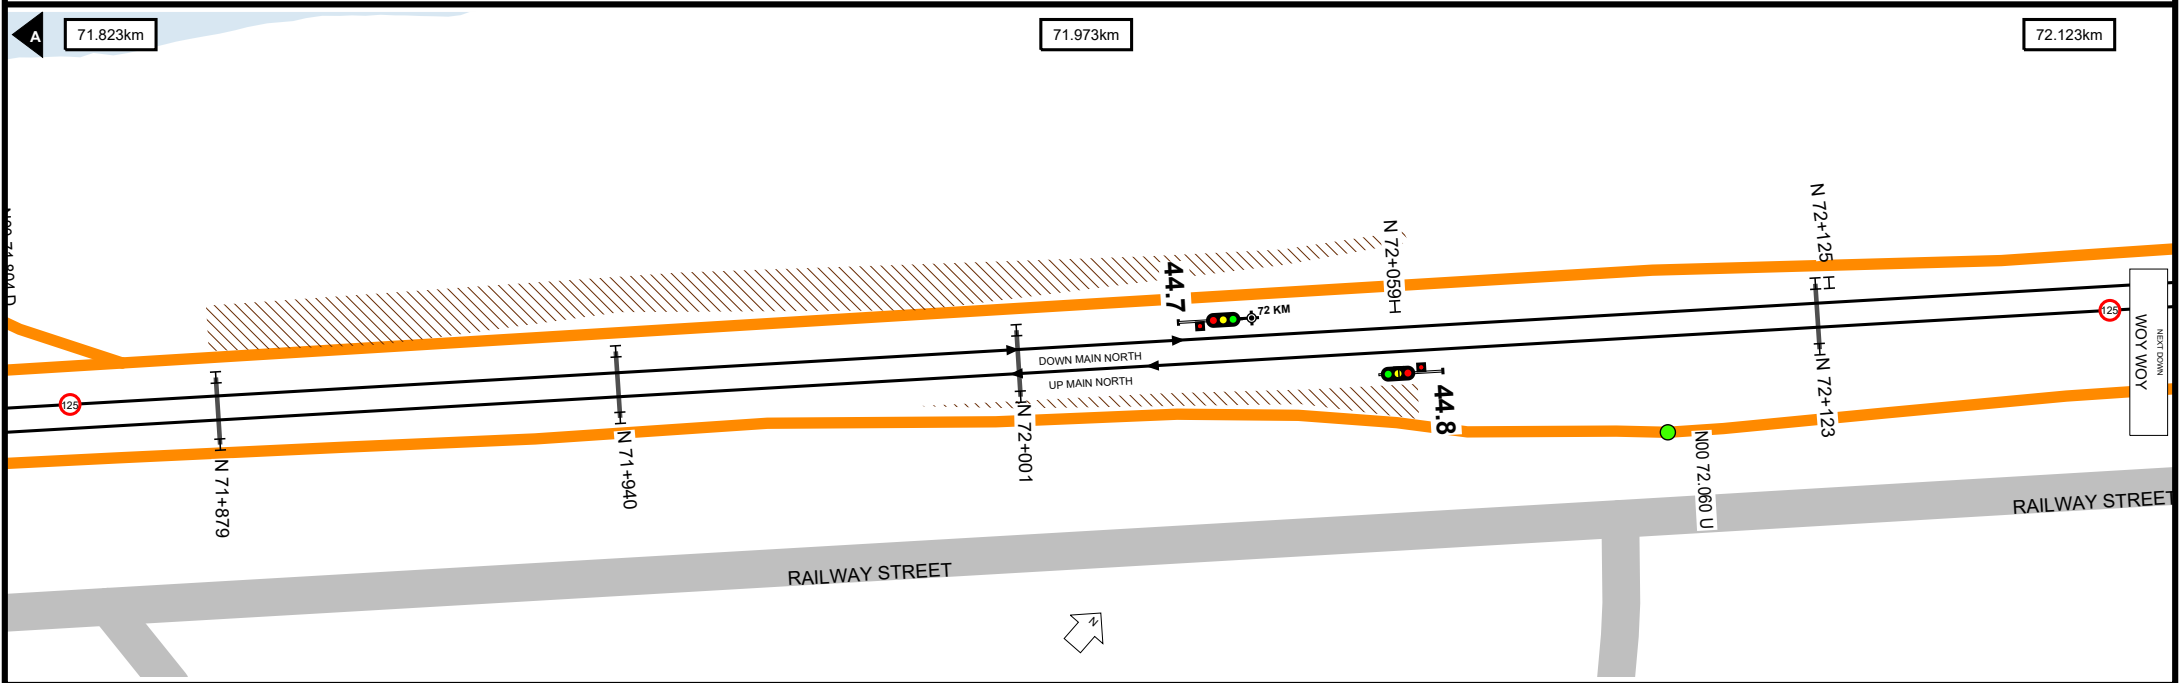 A
71.823km
71.973km
72.123km
N 72+125
H
N 72+059H
44.7
72 KM
125
NEXT DOWN
WOY WOY
DOWN MAIN NORTH
UP MAIN NORTH
125
44.8
H N 72+123
N 72+001
N 71+940
H N 71+879
N00 72.060 U
RAILWAY STREET
RAILWAY STREET
N